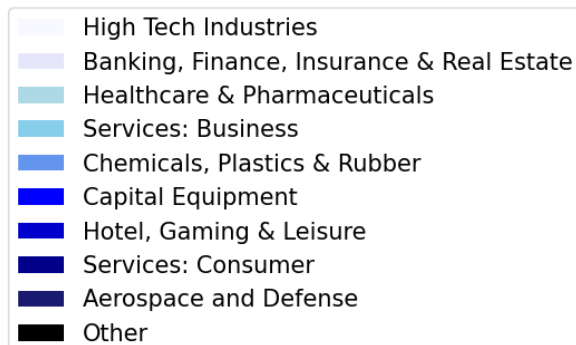 High Tech Industries
Banking, Finance, Insurance & Real Estate
Healthcare & Pharmaceuticals
Services: Business
Chemicals, Plastics & Rubber
Capital Equipment
Hotel, Gaming & Leisure
Services: Consumer
Aerospace and Defense
Other